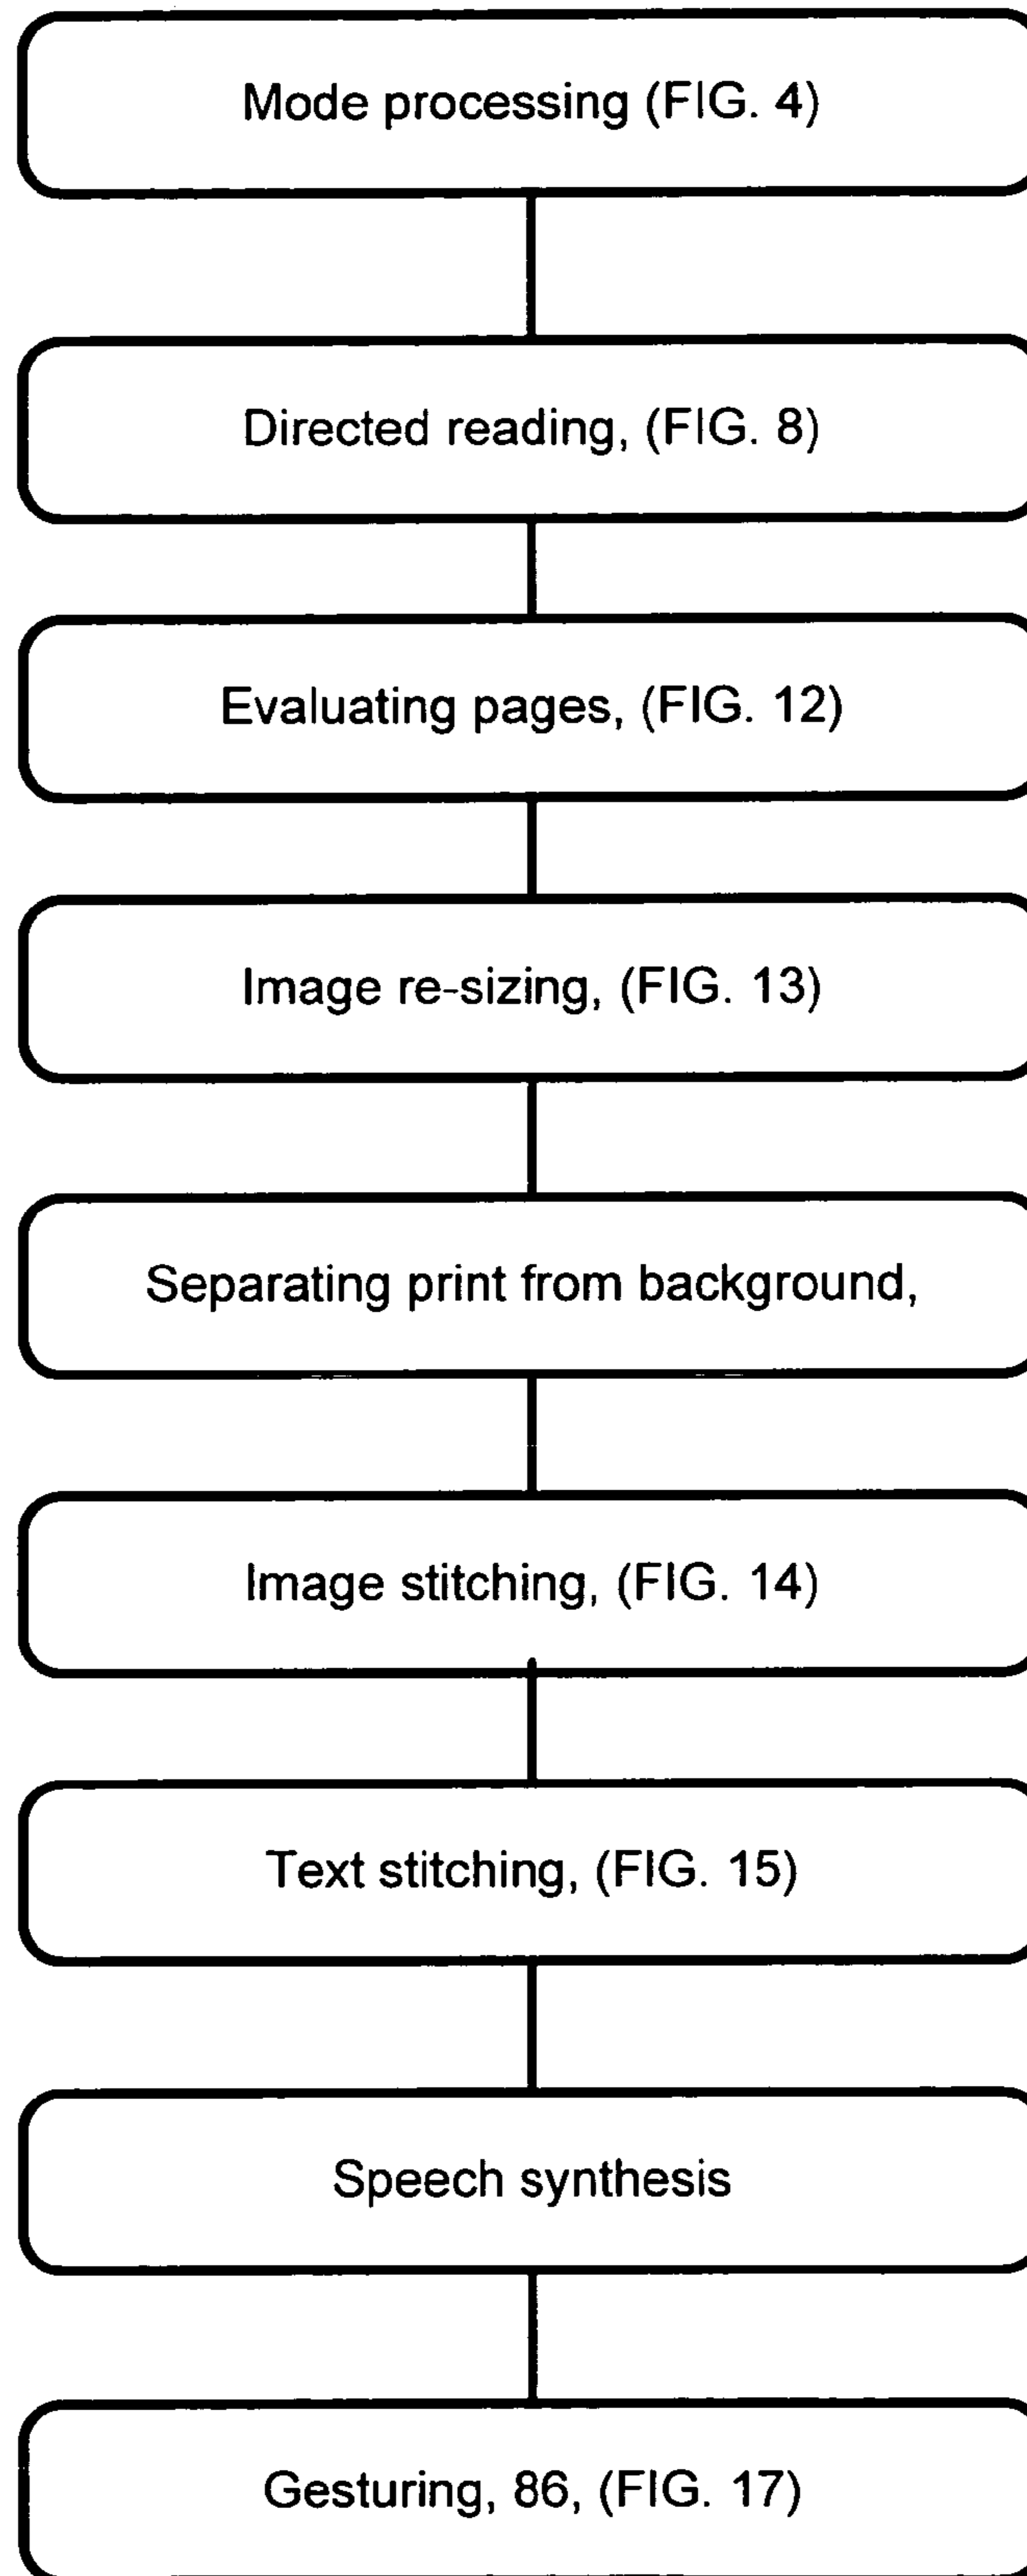 Mode processing (FIG. 4)
Directed reading, (FIG. 8)
Evaluating pages, (FIG. 12)
Image re-sizing, (FIG. 13)
Separating print from background,
Image stitching, (FIG. 14)
Text stitching, (FIG. 15)
Speech synthesis
Gesturing, 86, (FIG. 17)